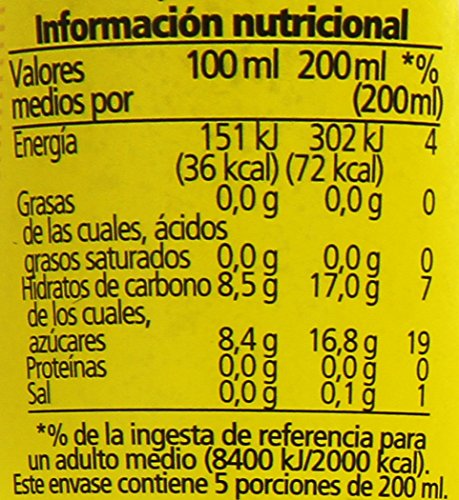 Información nutricional
Valores 100 ml 200 ml *%
medios por (200ml)
Energía 151 kJ 302 kJ 4
(36 kcal) (72 kcal)
Grasas 0,0 g 0,0 g 0
de las cuales, ácidos
grasos saturados 0,0 g 0,0 g 0
Hidratos de carbono 8,5 g 17,0 g 7
de los cuales,
azúcares 8,4 g 16,8 g 19
Proteínas 0,0 g 0,0 g 0
Sal 0,0 g 0,1 g 1
*% de la ingesta de referencia para
un adulto medio (8400 kJ/2000 kcal).
Este envase contiene 5 porciones de 200 ml.